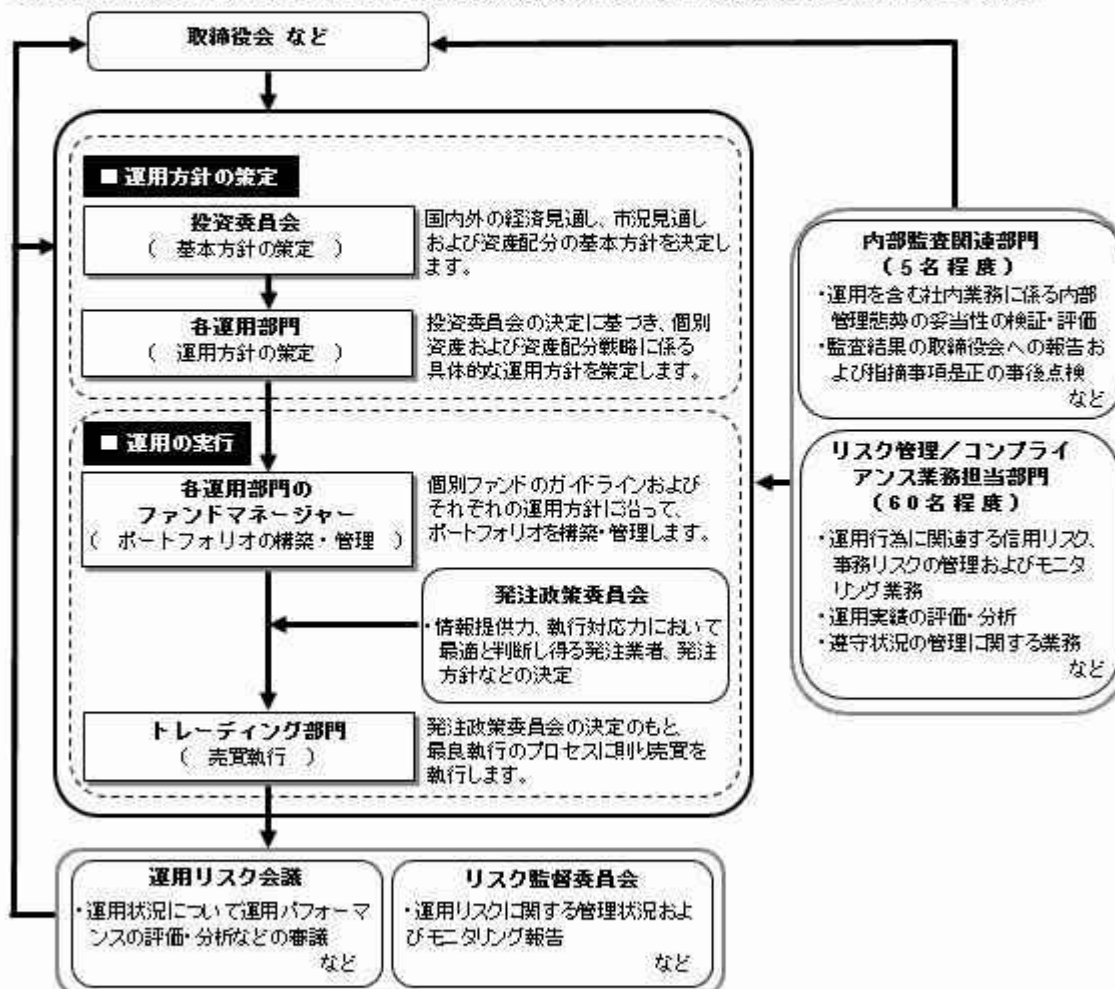 取締役会 など
■ 運用方針の策定
投資委員会
( 基本方針の策定 )
国内外の経済見通し、市況見通し
および資産配分の基本方針を決定し
ます。
各運用部門
( 運用方針の策定 )
投資委員会の決定に基づき、個別
資産および資産配分戦略に係る
具体的な運用方針を策定します。
■ 運用の実行
各運用部門の
ファンドマネージャー
( ポートフォリオの構築・管理 )
個別ファンドのガイドラインおよび
それぞれの運用方針に沿って、
ポートフォリオを構築・管理します。
発注政策委員会
・情報提供力、執行対応力において
最適と判断し得る発注業者、発注
方針などの決定
トレーディング部門
( 売買執行 )
発注政策委員会の決定のもと、
最良執行のプロセスに則り売買を
執行します。
運用リスク会議
・運用状況について運用パフォーマ
ンスの評価・分析などの審議
など
リスク監督委員会
・運用リスクに関する管理状況およ
びモニタリング報告
など
内部監査関連部門
(5名程度)
・運用を含む社内業務に係る内部
管理態勢の妥当性の検証・評価
・監査結果の取締役会への報告お
よび指摘事項是正の事後点検
など
リスク管理/コンプライ
アンス業務担当部門
(60名程度)
・運用行為に関連する信用リスク、
事務リスクの管理およびモニタ
リング業務
・運用実績の評価・分析
・遵守状況の管理に関する業務
など